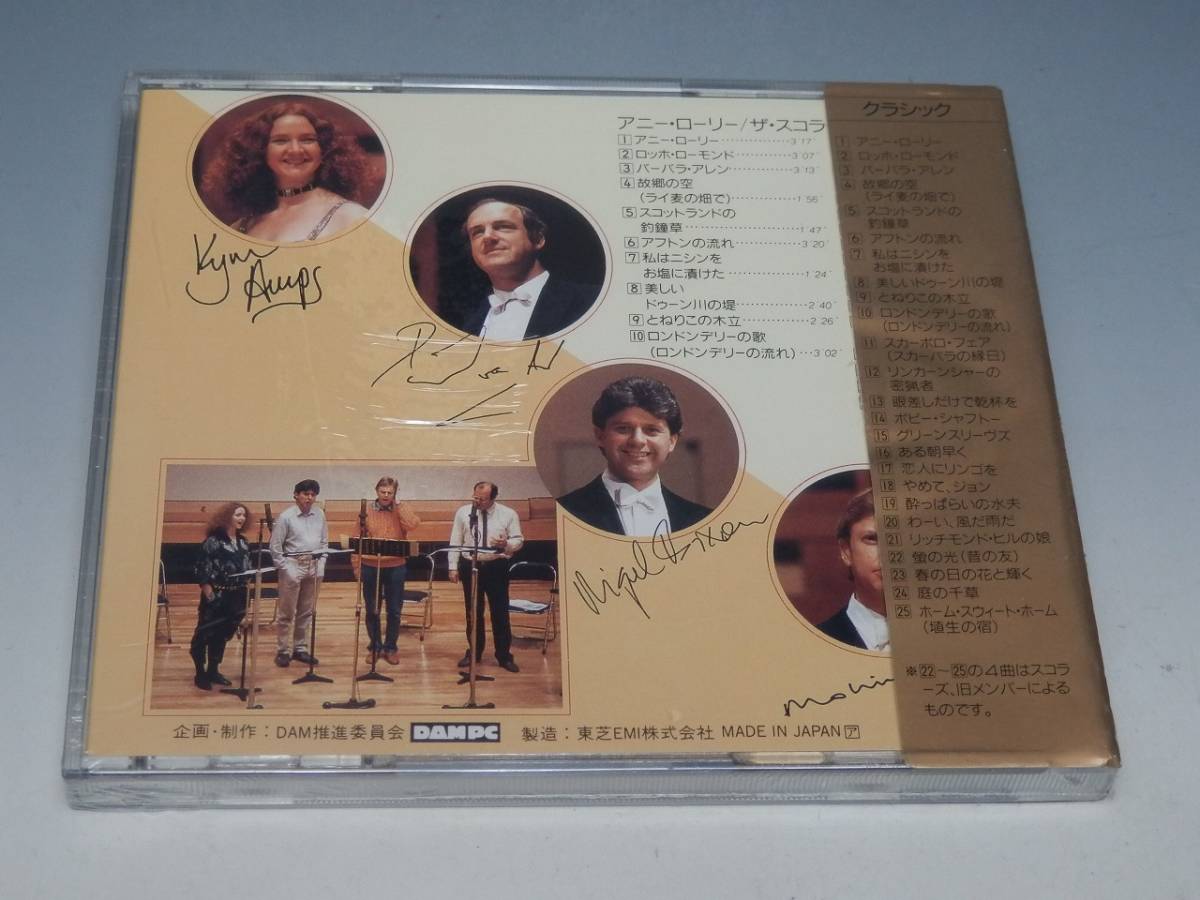 アニー・ローリー/ザ・スコラ
1 アニー・ローリー……………3′17″
2 ロッホ・ローモンド…………3′07″
3 バーバラ・アレン……………3′13″
4 故郷の空
(ライ麦の畑で)……………1′56″
5 スコットランドの
釣鐘草…………………………1′47″
6 アフトンの流れ………………3′20″
7 私はニシンを
お塩に漬けた…………………1′24″
8 美しい
ドゥーン川の堤………………2′40″
9 とねりこの木立………………2′26″
10 ロンドンデリーの歌
(ロンドンデリーの流れ)…3′02″
Kym
Amps
Nigel Dixon
企画・制作:DAM推進委員会 DAMPC 製造:東芝EMI株式会社 MADE IN JAPAN ア
クラシック
1 アニー・ローリー
2 ロッホ・ローモンド
3 バーバラ・アレン
4 故郷の空
(ライ麦の畑で)
5 スコットランドの
釣鐘草
6 アフトンの流れ
7 私はニシンを
お塩に漬けた
8 美しいドゥーン川の堤
9 とねりこの木立
10 ロンドンデリーの歌
(ロンドンデリーの流れ)
11 スカーボロ・フェア
(スカーバラの縁日)
12 リンカーンシャーの
密猟者
13 眼差しだけで乾杯を
14 ボビー・シャフトー
15 グリーンスリーヴズ
16 ある朝早く
17 恋人にリンゴを
18 やめて、ジョン
19 酔っぱらいの水夫
20 わーい、風だ雨だ
21 リッチモンド・ヒルの娘
22 螢の光(昔の友)
23 春の日の花と輝く
24 庭の千草
25 ホーム・スウィート・ホーム
(埴生の宿)
※22〜25の4曲はスコラ
ーズ、旧メンバーによる
ものです。